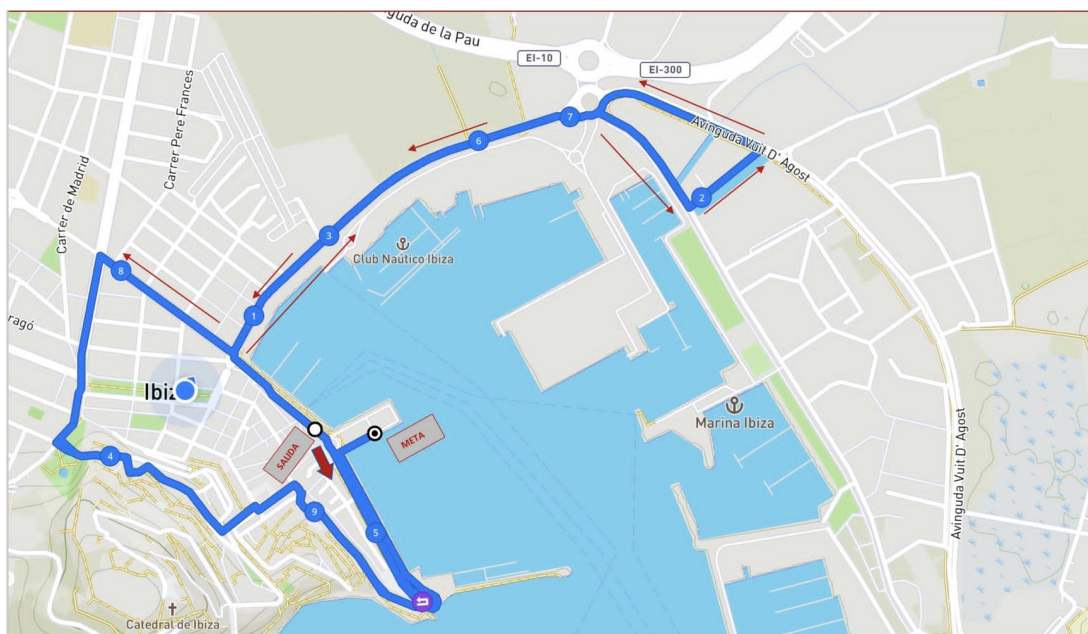 Avinguda de la Pau
EI-10
EI-300
Carrer Pere Frances
Carrer de Madrid
Avinguda Vuit D' Agost
7
6
2
3
Club Naútico Ibiza
8
1
ragó
Ibiz
Marina Ibiza
SALIDA
META
4
9
5
Avinguda Vuit D' Agost
Catedral de Ibiza